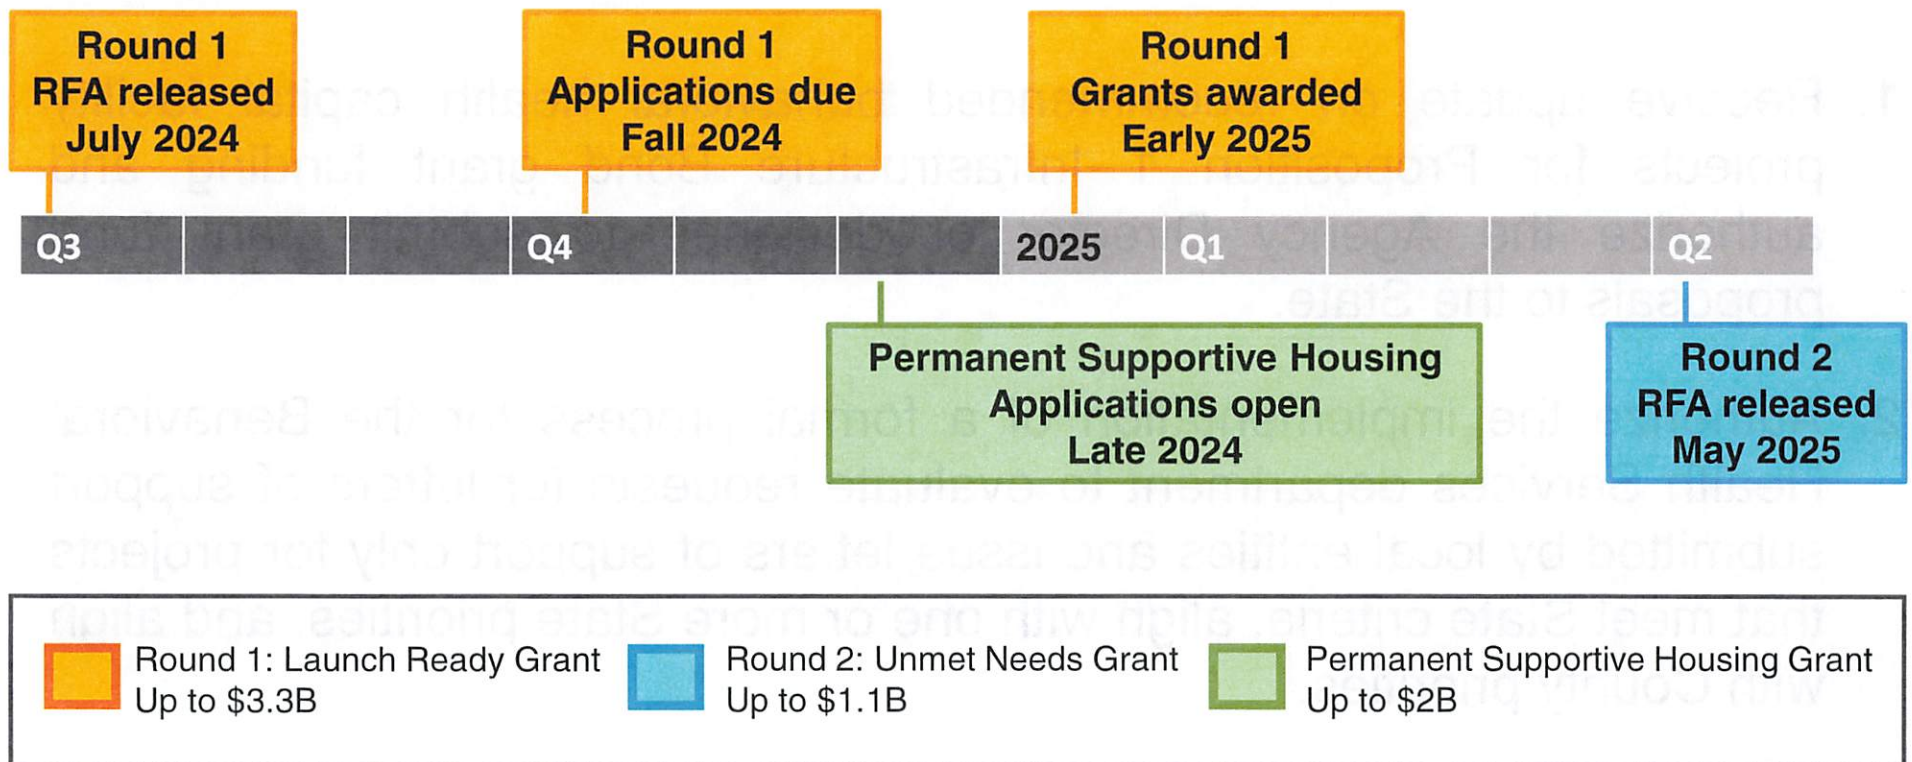 Round 1
RFA released
July 2024
Round 1
Applications due
Fall 2024
Round 1
Grants awarded
Early 2025
Q3
Q4
2025
Q1
Q2
Permanent Supportive Housing
Applications open
Late 2024
Round 2
RFA released
May 2025
Round 1: Launch Ready Grant
Up to $3.3B
Round 2: Unmet Needs Grant
Up to $1.1B
Permanent Supportive Housing Grant
Up to $2B